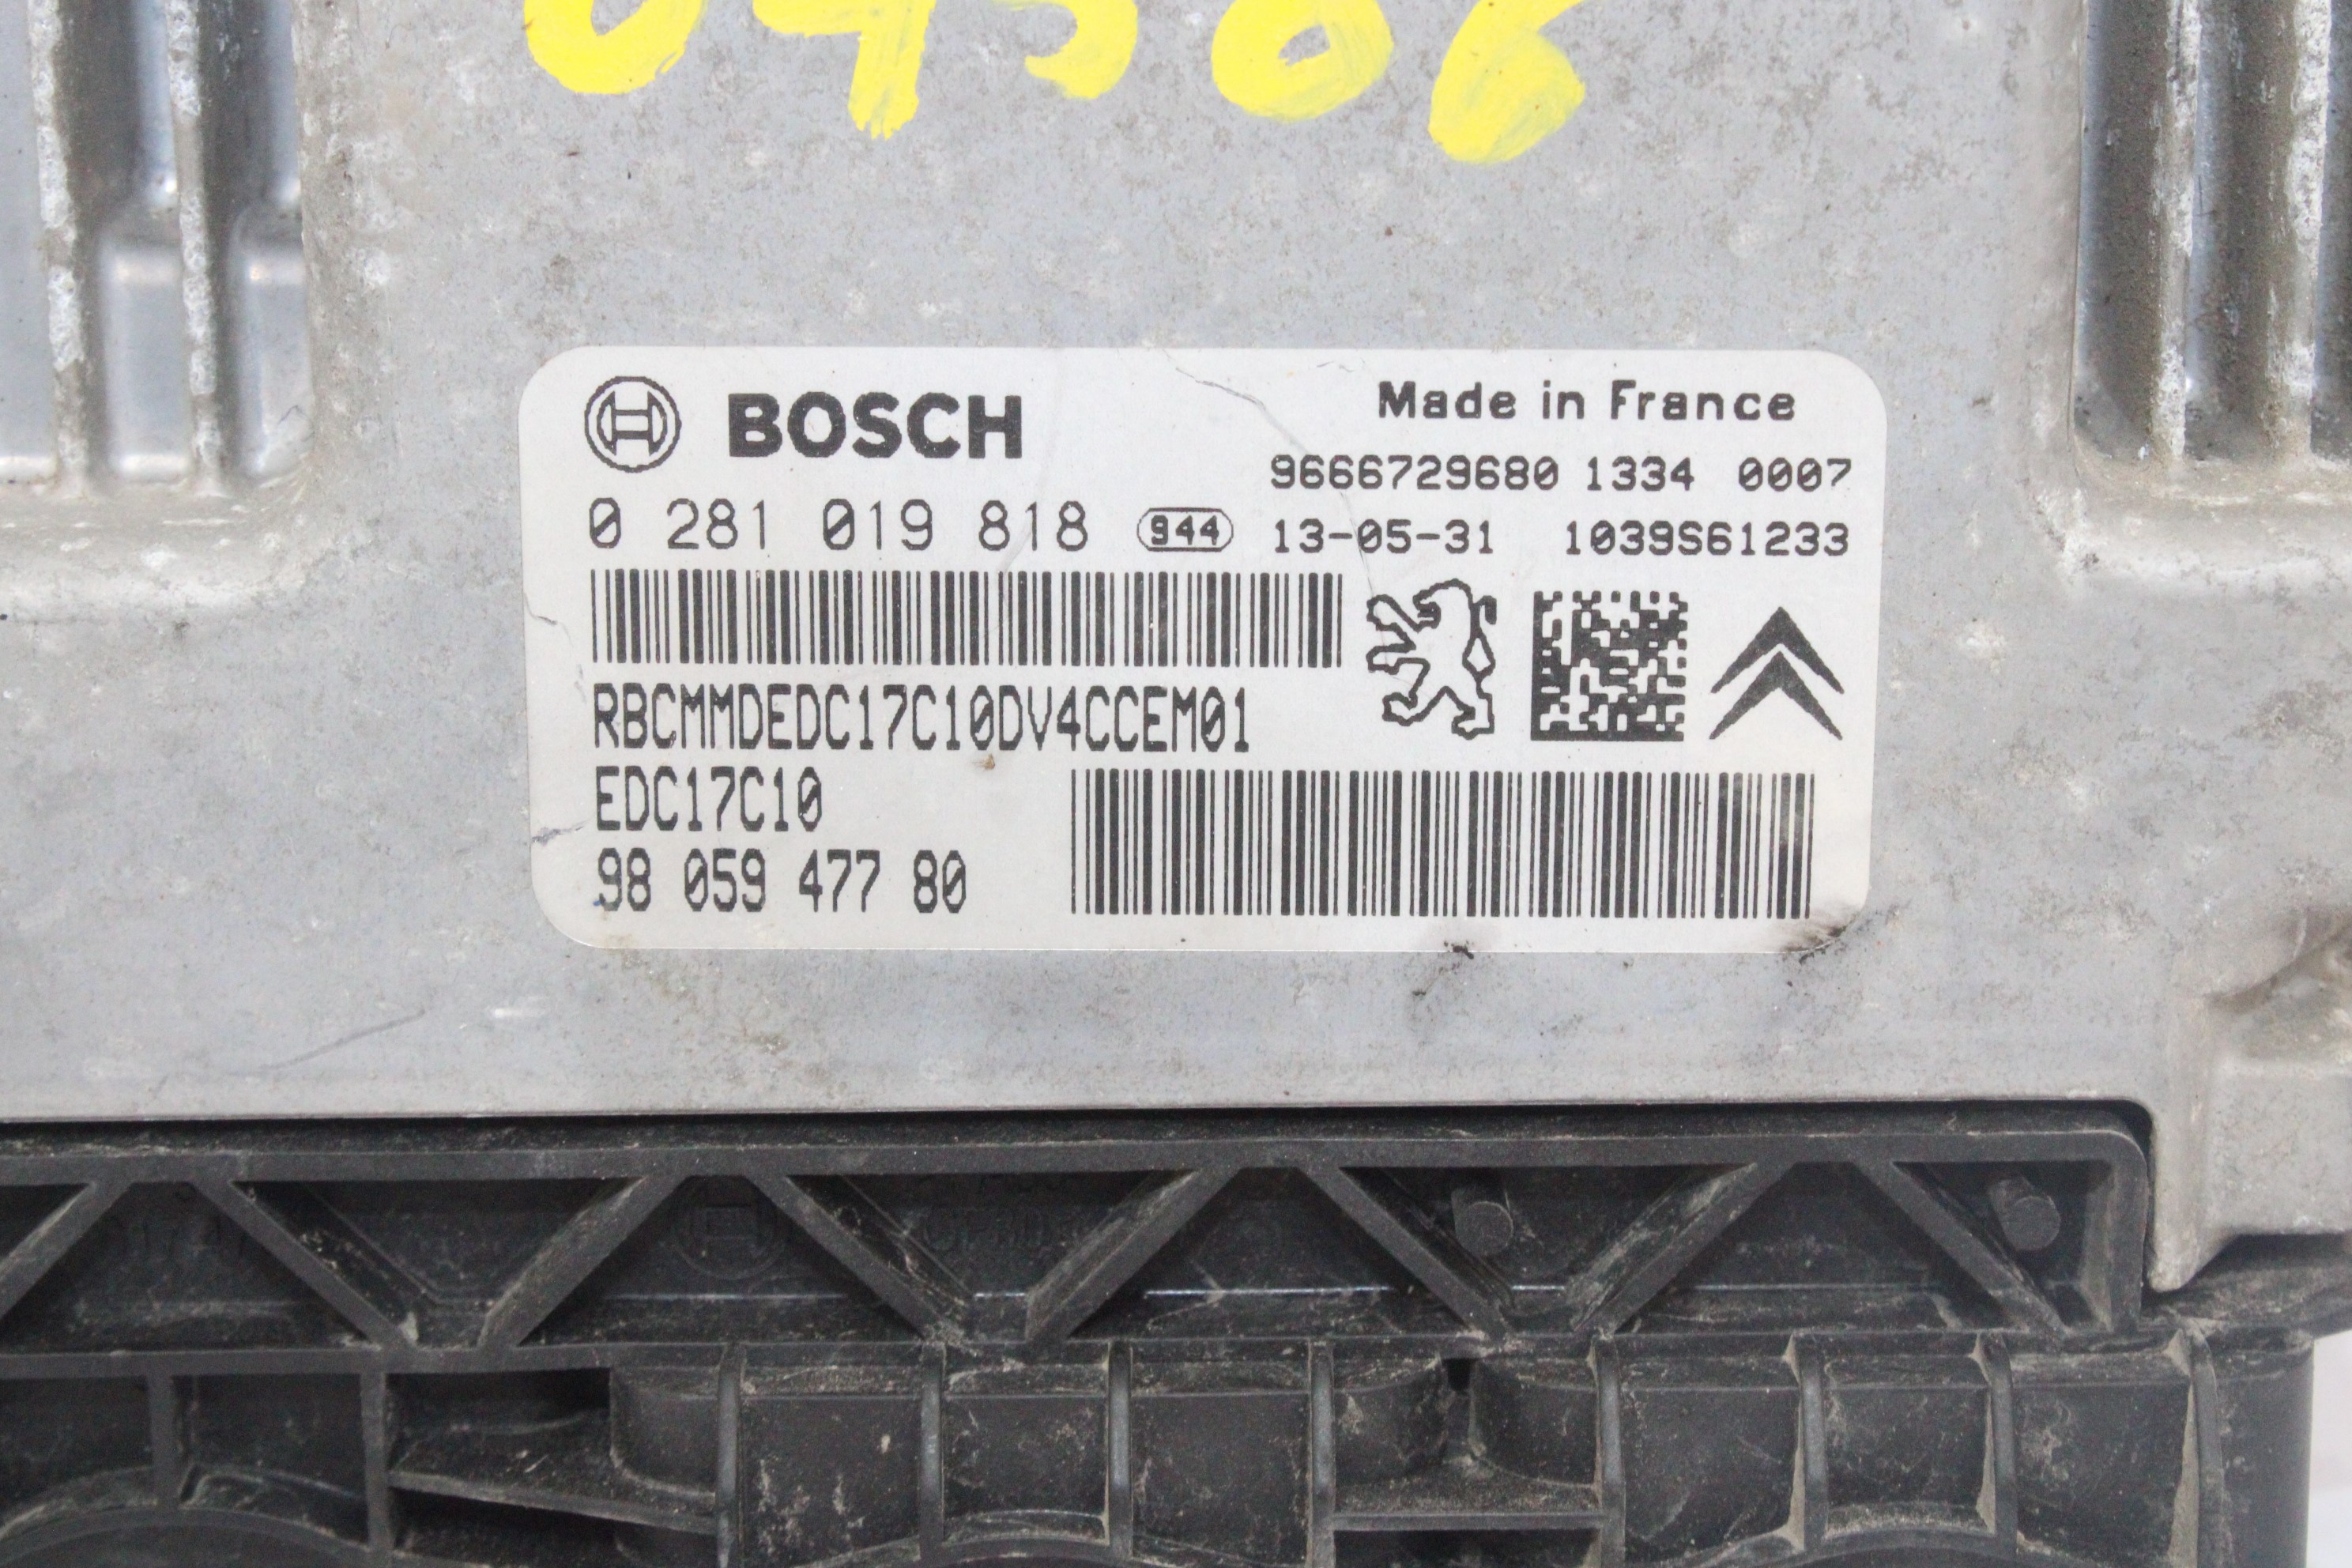 BOSCH
Made in France
9666729680 1334 0007
0 281 019 818 944 13-05-31 1039S61233
RBCMMDEDC17C10DV4CCEM01
EDC17C10
98 059 477 80